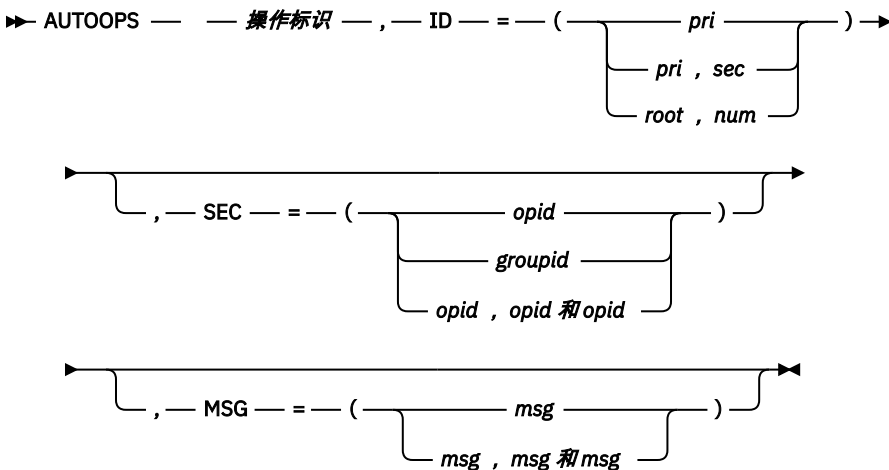 AUTOOPS 操作标识 , ID = ( pri )
pri , sec
root , num
, SEC = ( opid )
groupid
opid , opid 和 opid
, MSG = ( msg )
msg , msg 和 msg